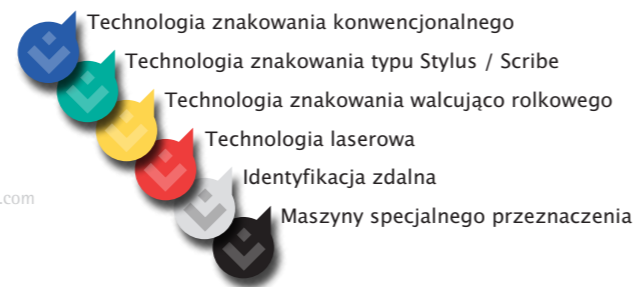 Technologia znakowania konwencjonalnego
Technologia znakowania typu Stylus / Scribe
Technologia znakowania walcująco rolkowego
Technologia laserowa
Identyfikacja zdalna
.com
Maszyny specjalnego przeznaczenia